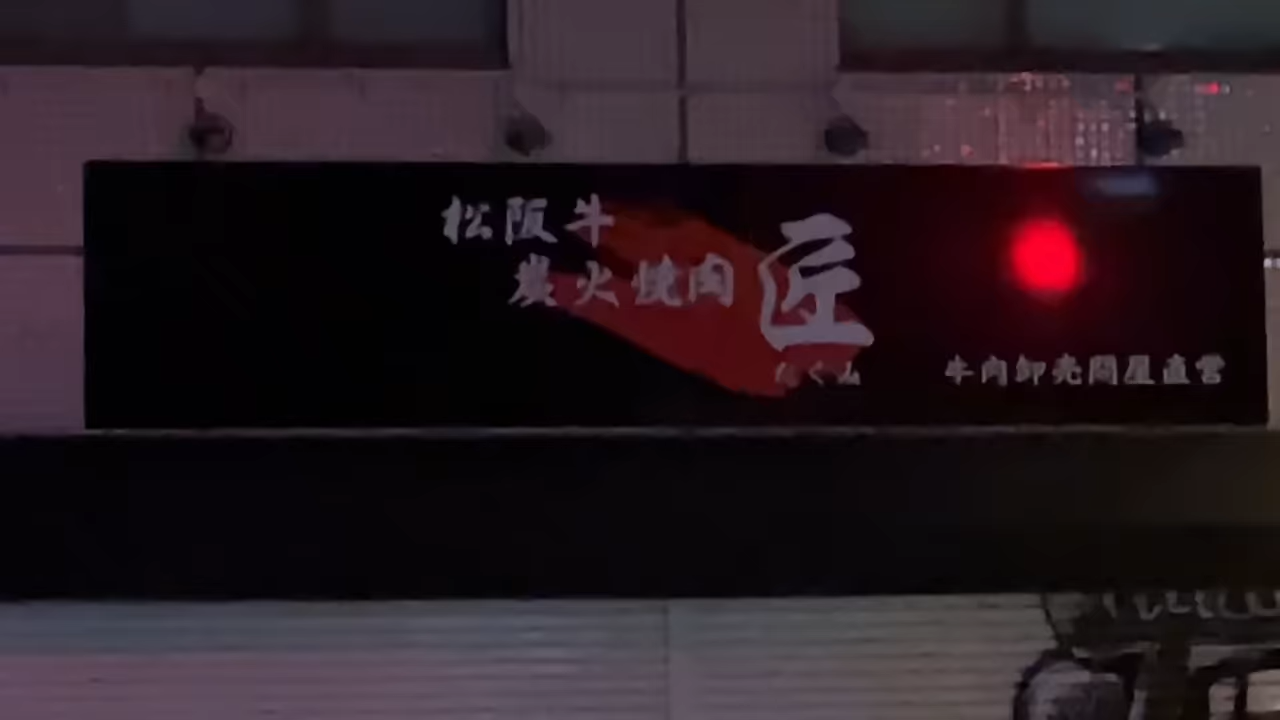 松阪牛
炭火焼肉
匠
たくみ
牛肉卸売問屋直営